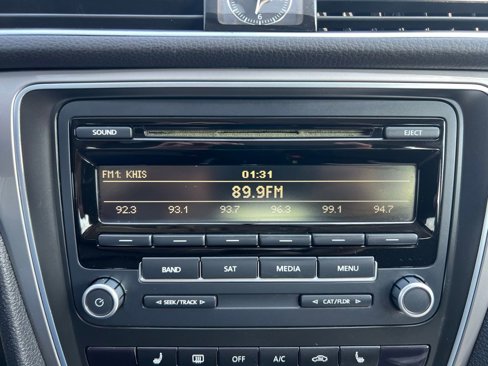 6
SOUND EJECT
FM1: KHIS 01:31
89.9FM
92.3 93.1 93.7 96.3 99.1 94.7
BAND SAT MEDIA MENU
◁ SEEK/TRACK ▷ ◁ CAT/FLDR ▷
OFF A/C